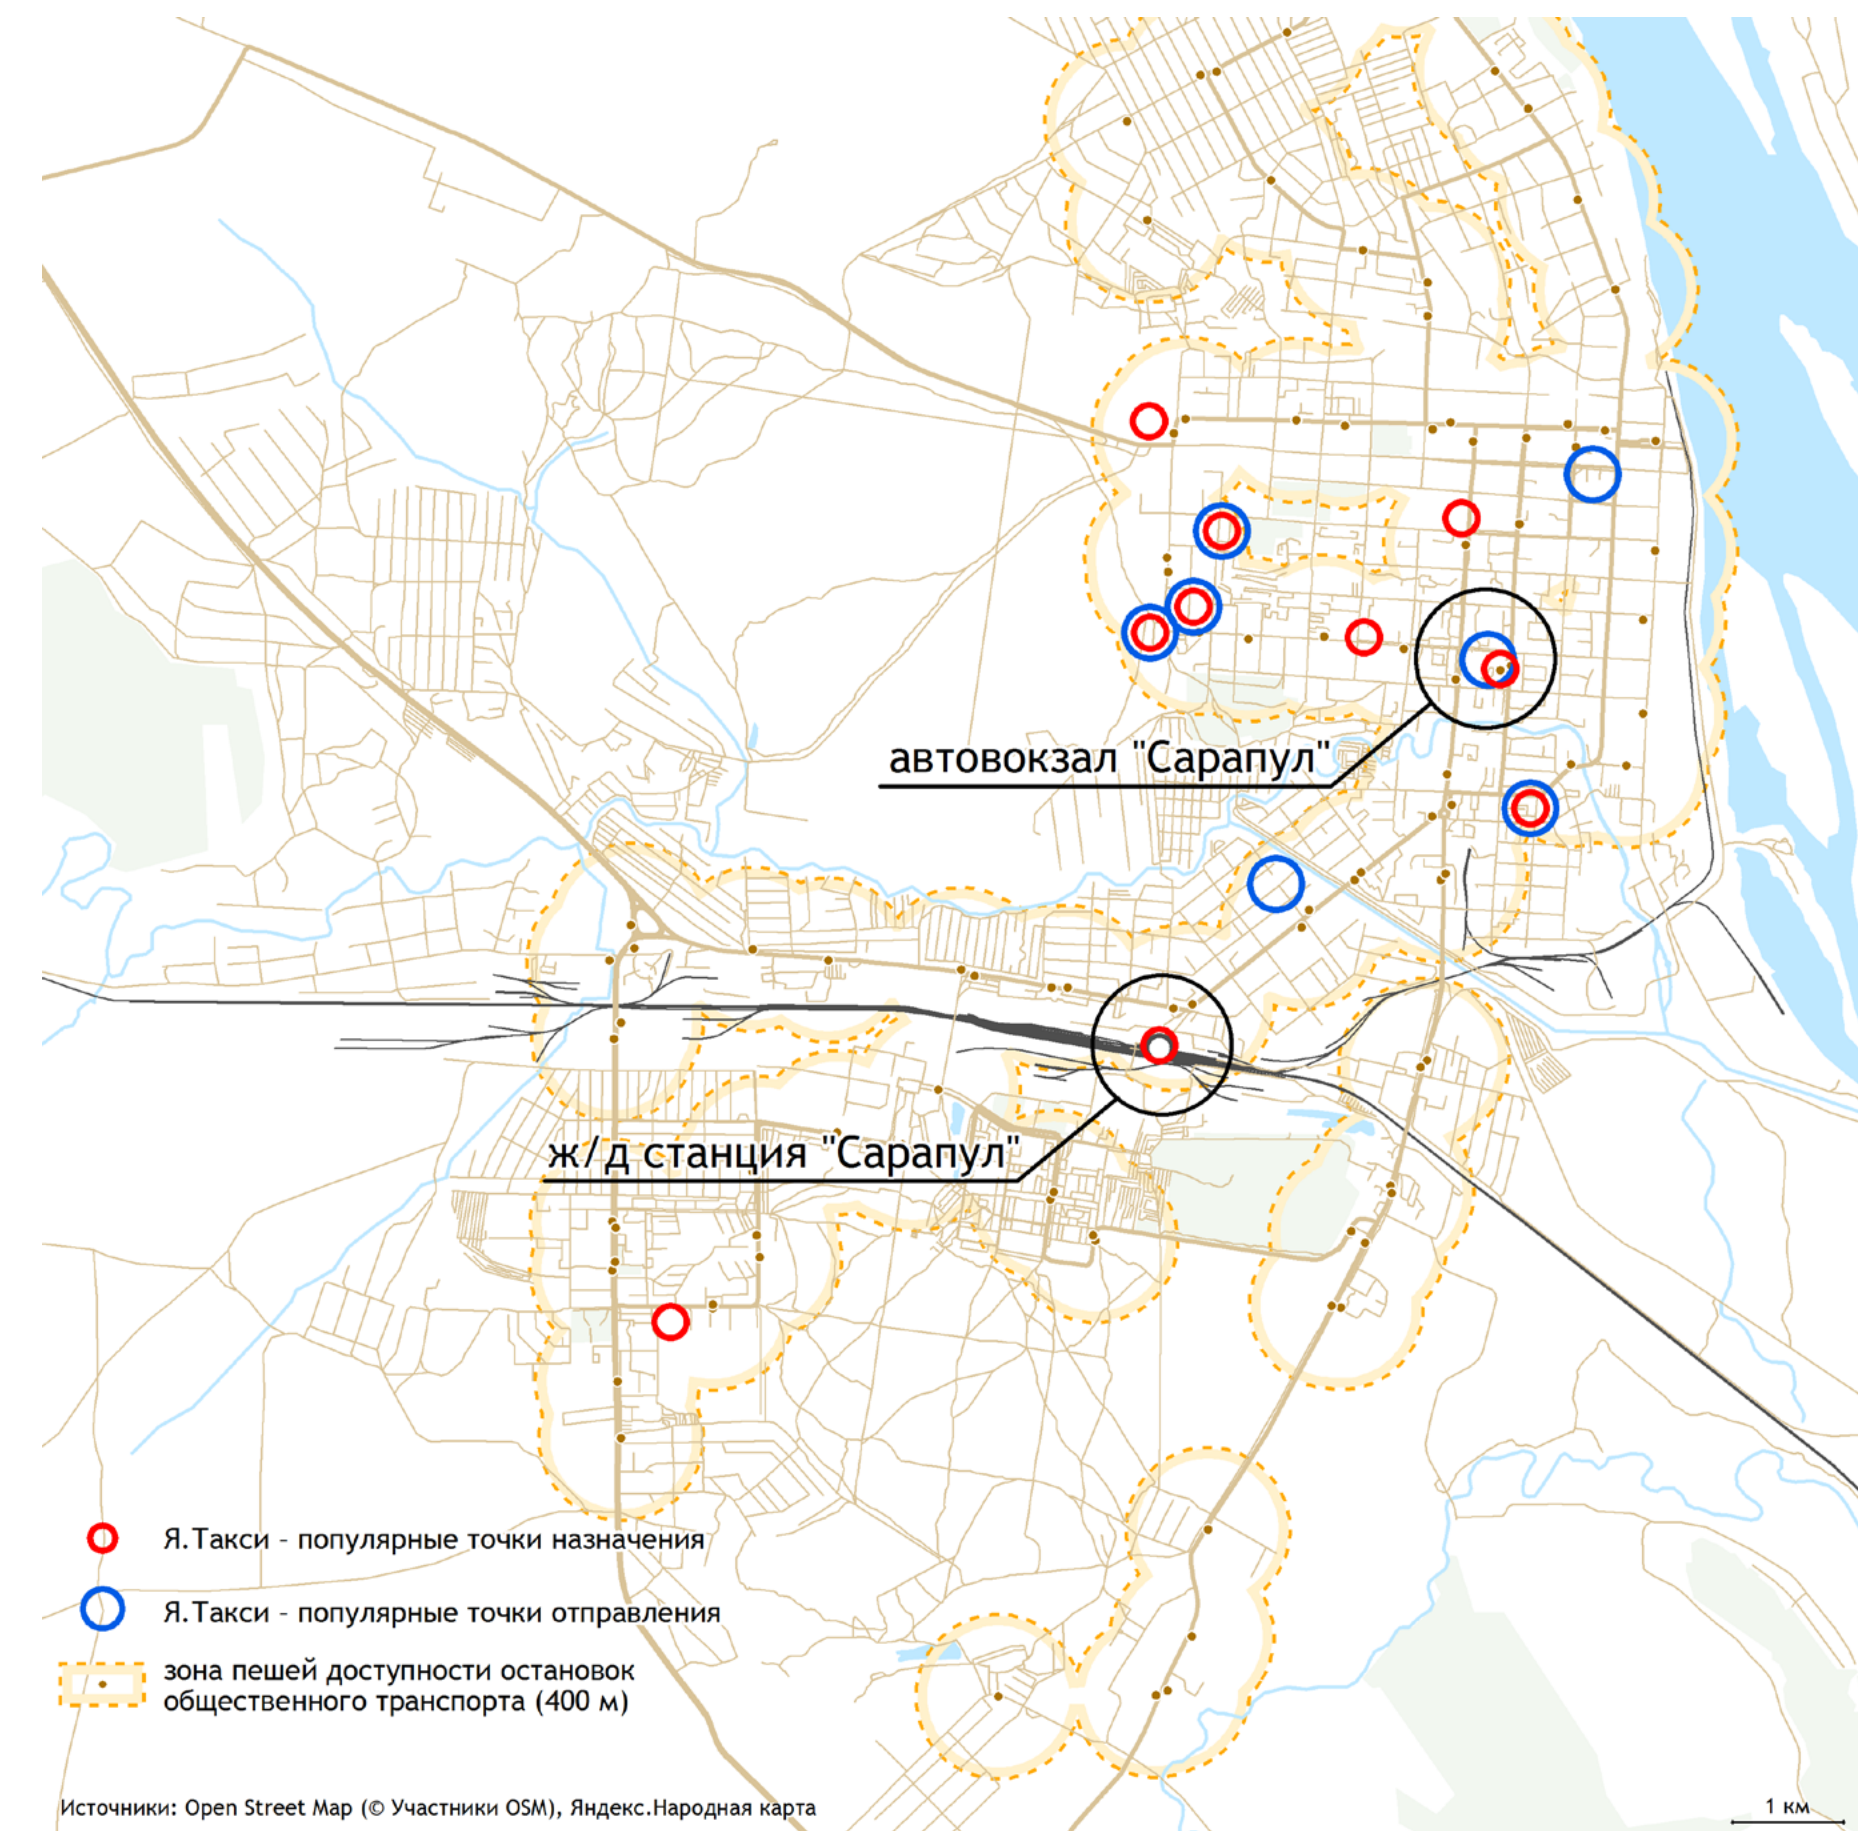 автовокзал "Сарапул"
ж/д станция "Сарапул"
Я.Такси - популярные точки назначения
Я.Такси - популярные точки отправления
зона пешей доступности остановок
общественного транспорта (400 м)
Источники: Open Street Map (© Участники OSM), Яндекс.Народная карта
1 км